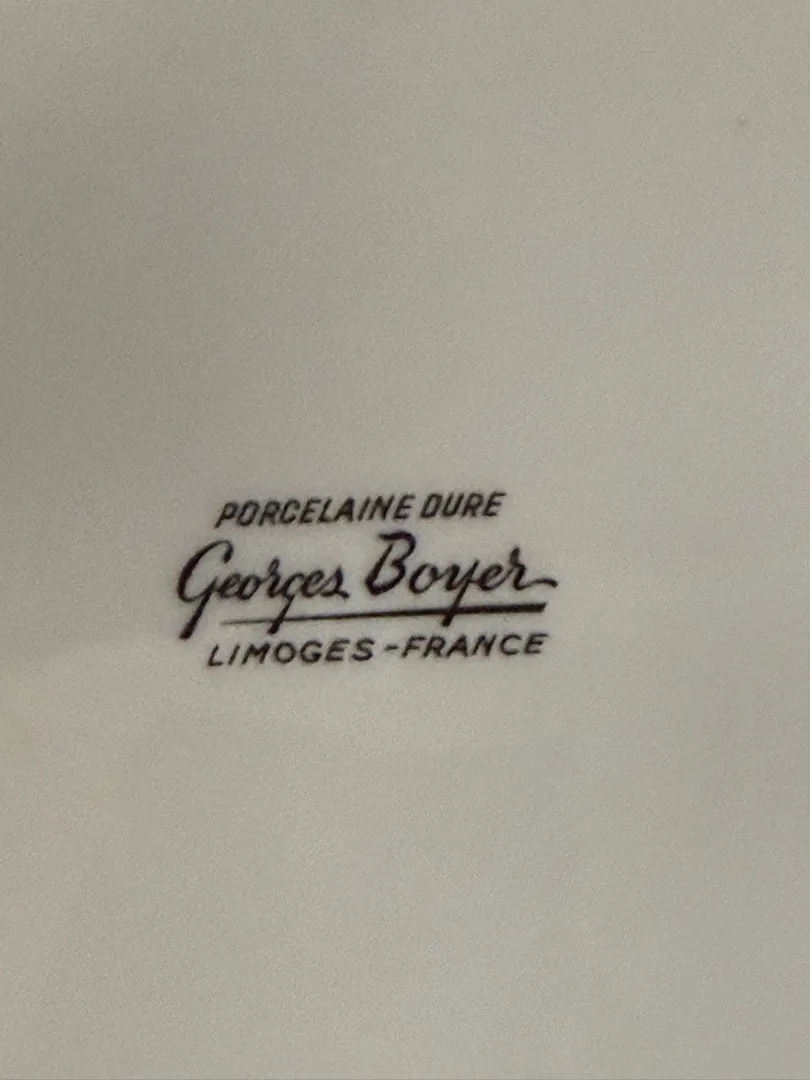 PORCELAINE DURE
Georges Boyer
LIMOGES-FRANCE